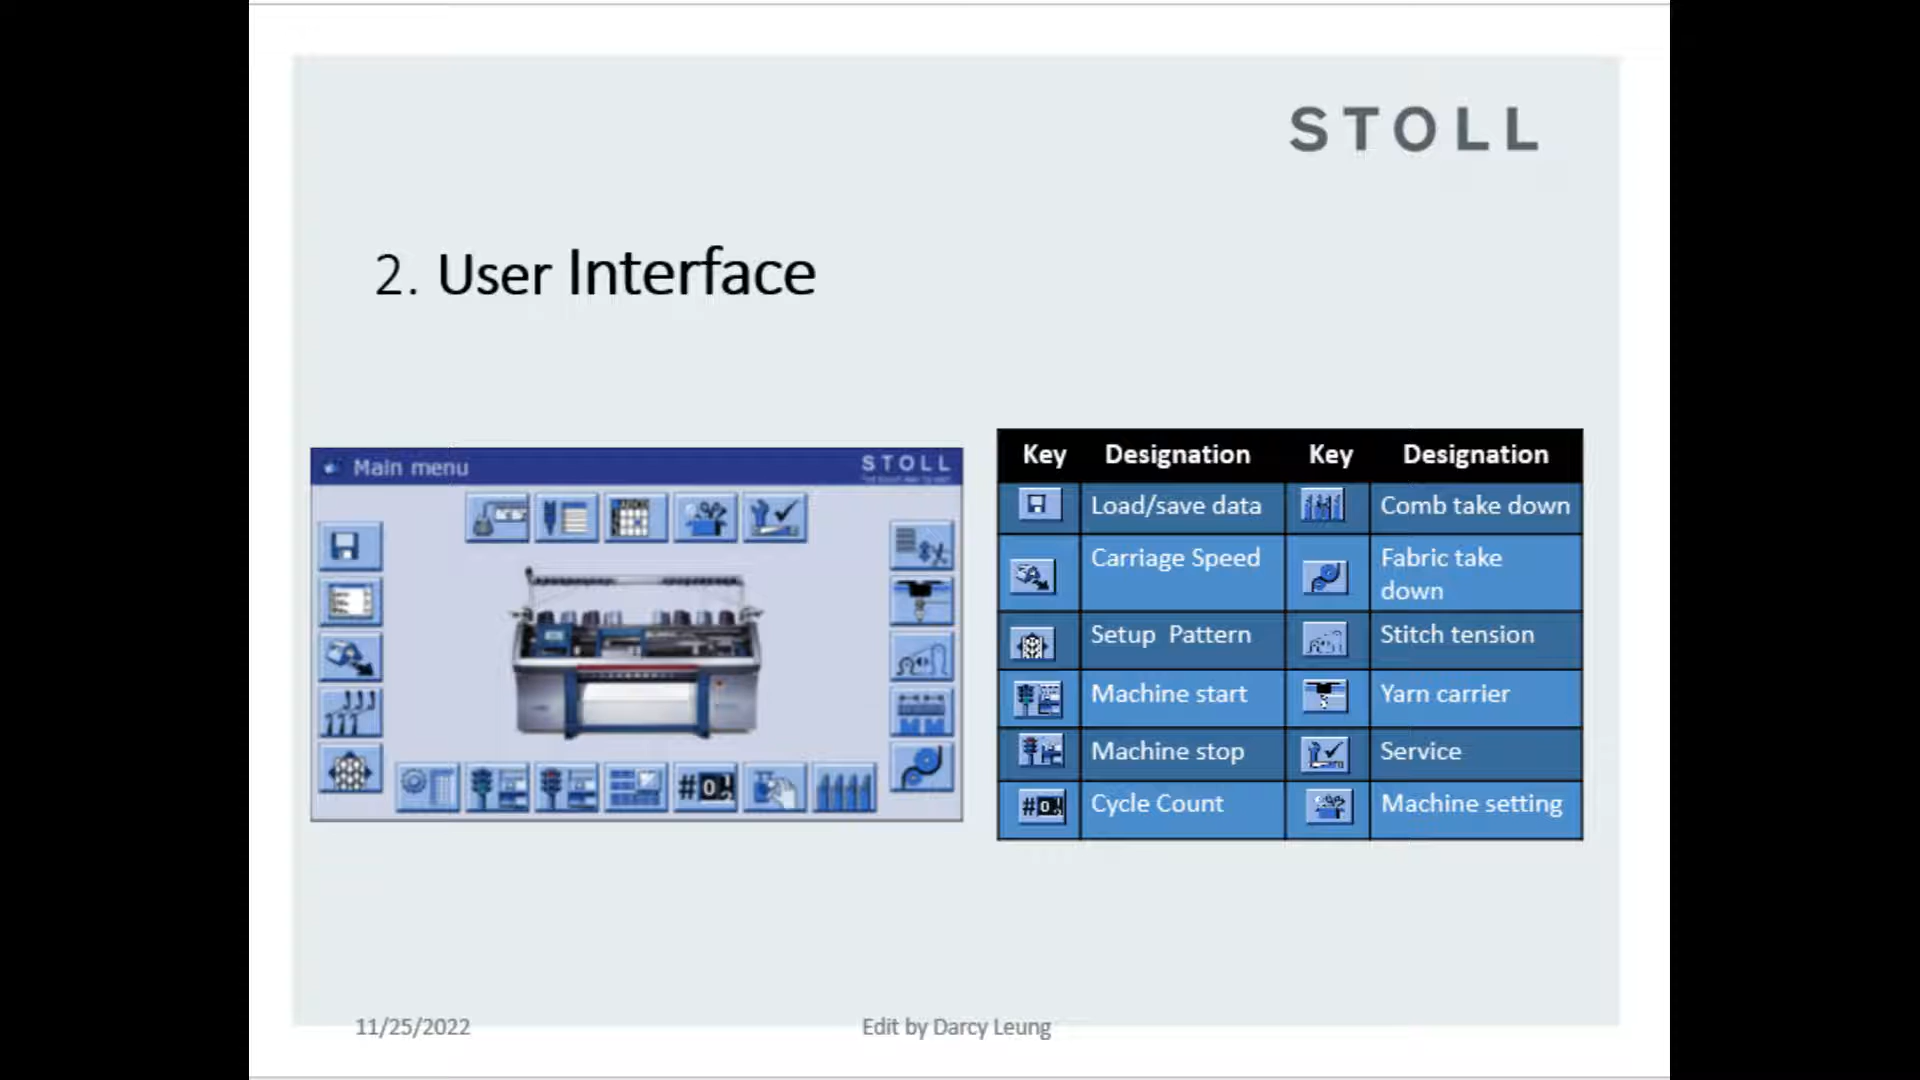 STOLL
2. User Interface
Main menu
STOLL
#0
Key Designation Key Designation
Load/save data Comb take down
Carriage Speed Fabric take
down
Setup  Pattern Stitch tension
Machine start Yarn carrier
Machine stop Service
#0 Cycle Count Machine setting
11/25/2022 Edit by Darcy Leung